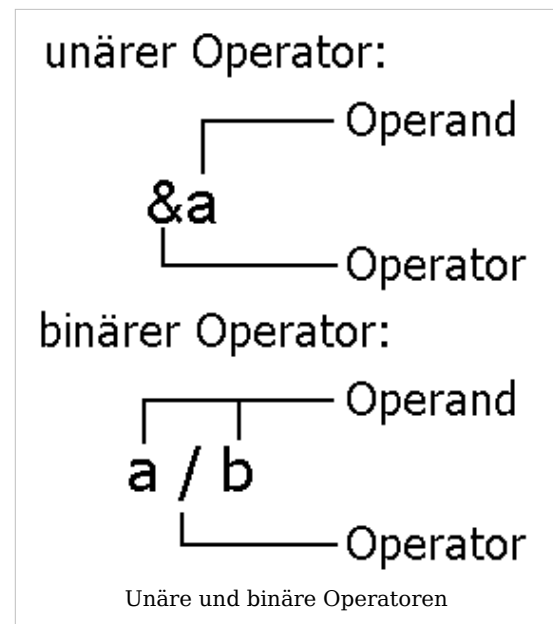 unärer Operator:
Operand
&a
Operator
binärer Operator:
Operand
a / b
Operator
Unäre und binäre Operatoren